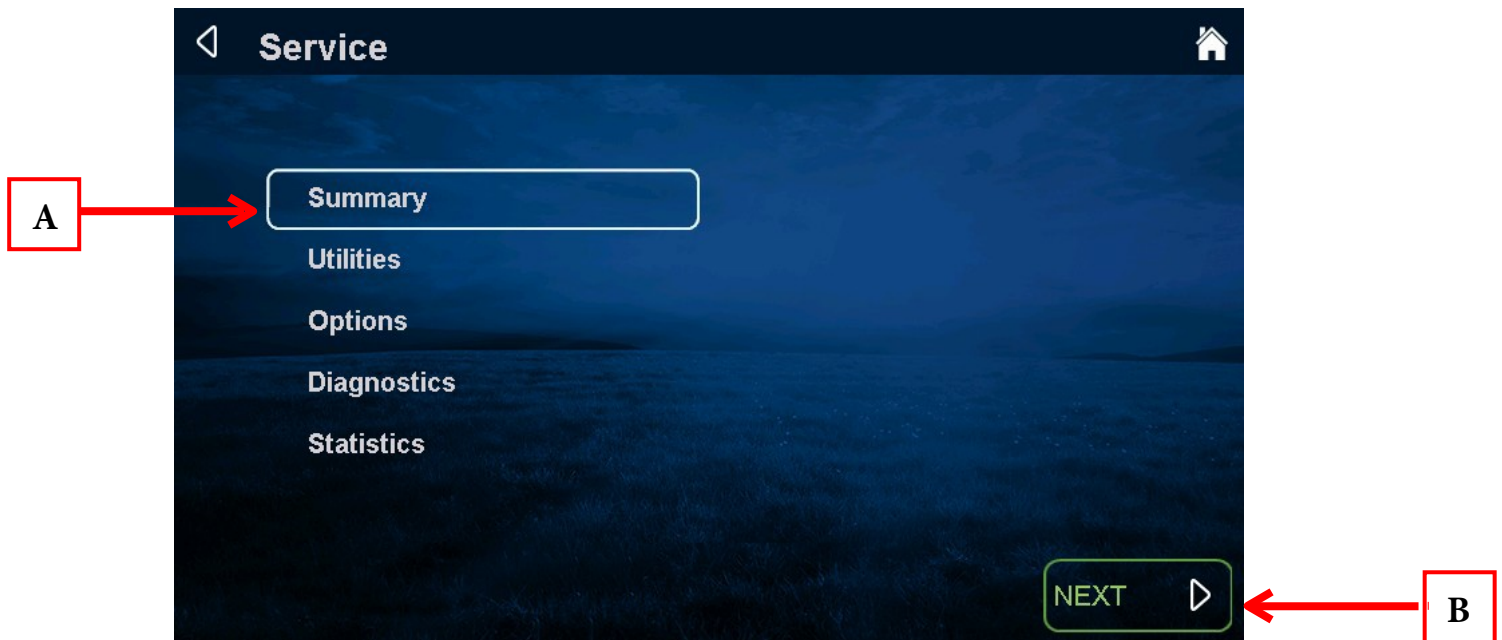 Service
A
Summary
Utilities
Options
Diagnostics
Statistics
NEXT
B